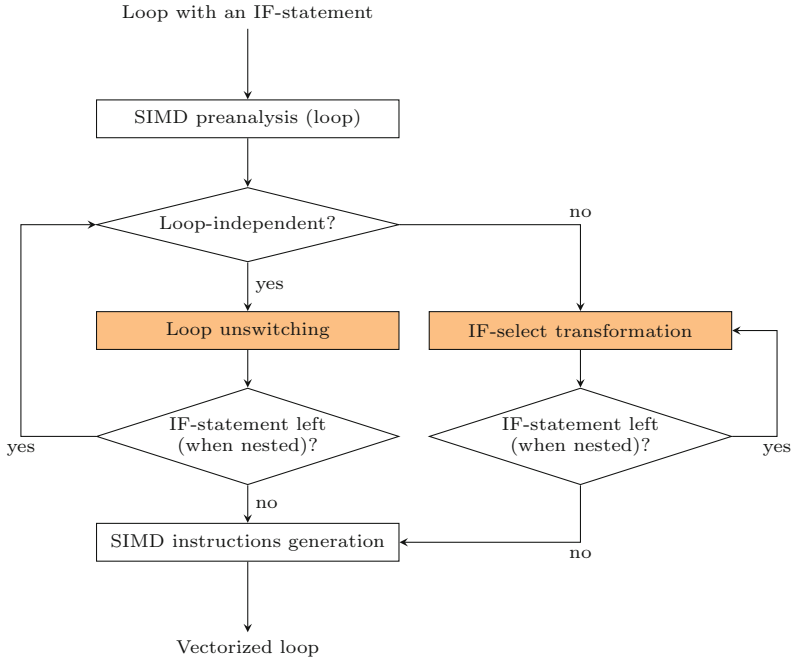 Loop with an IF-statement
SIMD preanalysis (loop)
Loop-independent?
no
yes
Loop unswitching
IF-select transformation
IF-statement left
(when nested)?
IF-statement left
(when nested)?
yes
yes
no
SIMD instructions generation
no
Vectorized loop